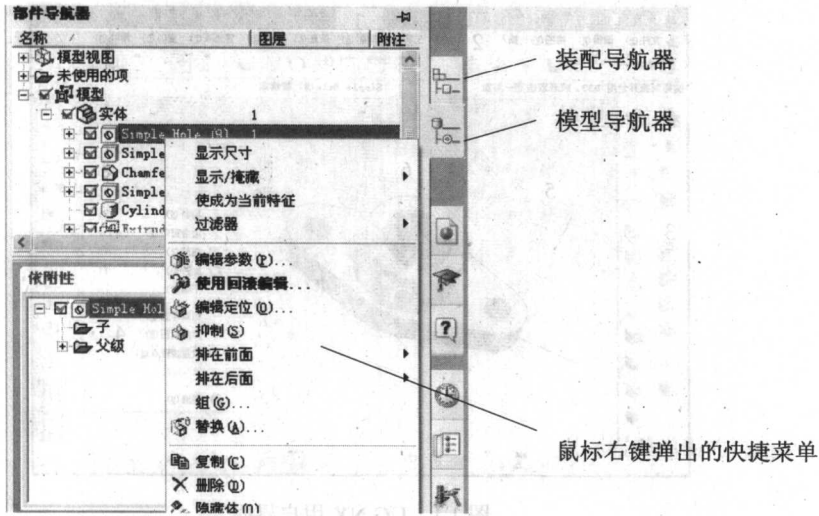 部件导航器
名称 图层 附注
模型视图
未使用的项
模型
实体 1
Simple Hole (9) 1
Simple
Chamfe
Simple
Cylind
Extrud
显示尺寸
显示/掩藏
使成为当前特征
过滤器
编辑参数(P)...
使用回滚编辑...
编辑定位(O)...
抑制(S)
排在前面
排在后面
组(G)...
替换(A)...
复制(C)
删除(D)
隐藏体(I)
依附性
Simple Hol
子
父级
装配导航器
模型导航器
鼠标右键弹出的快捷菜单